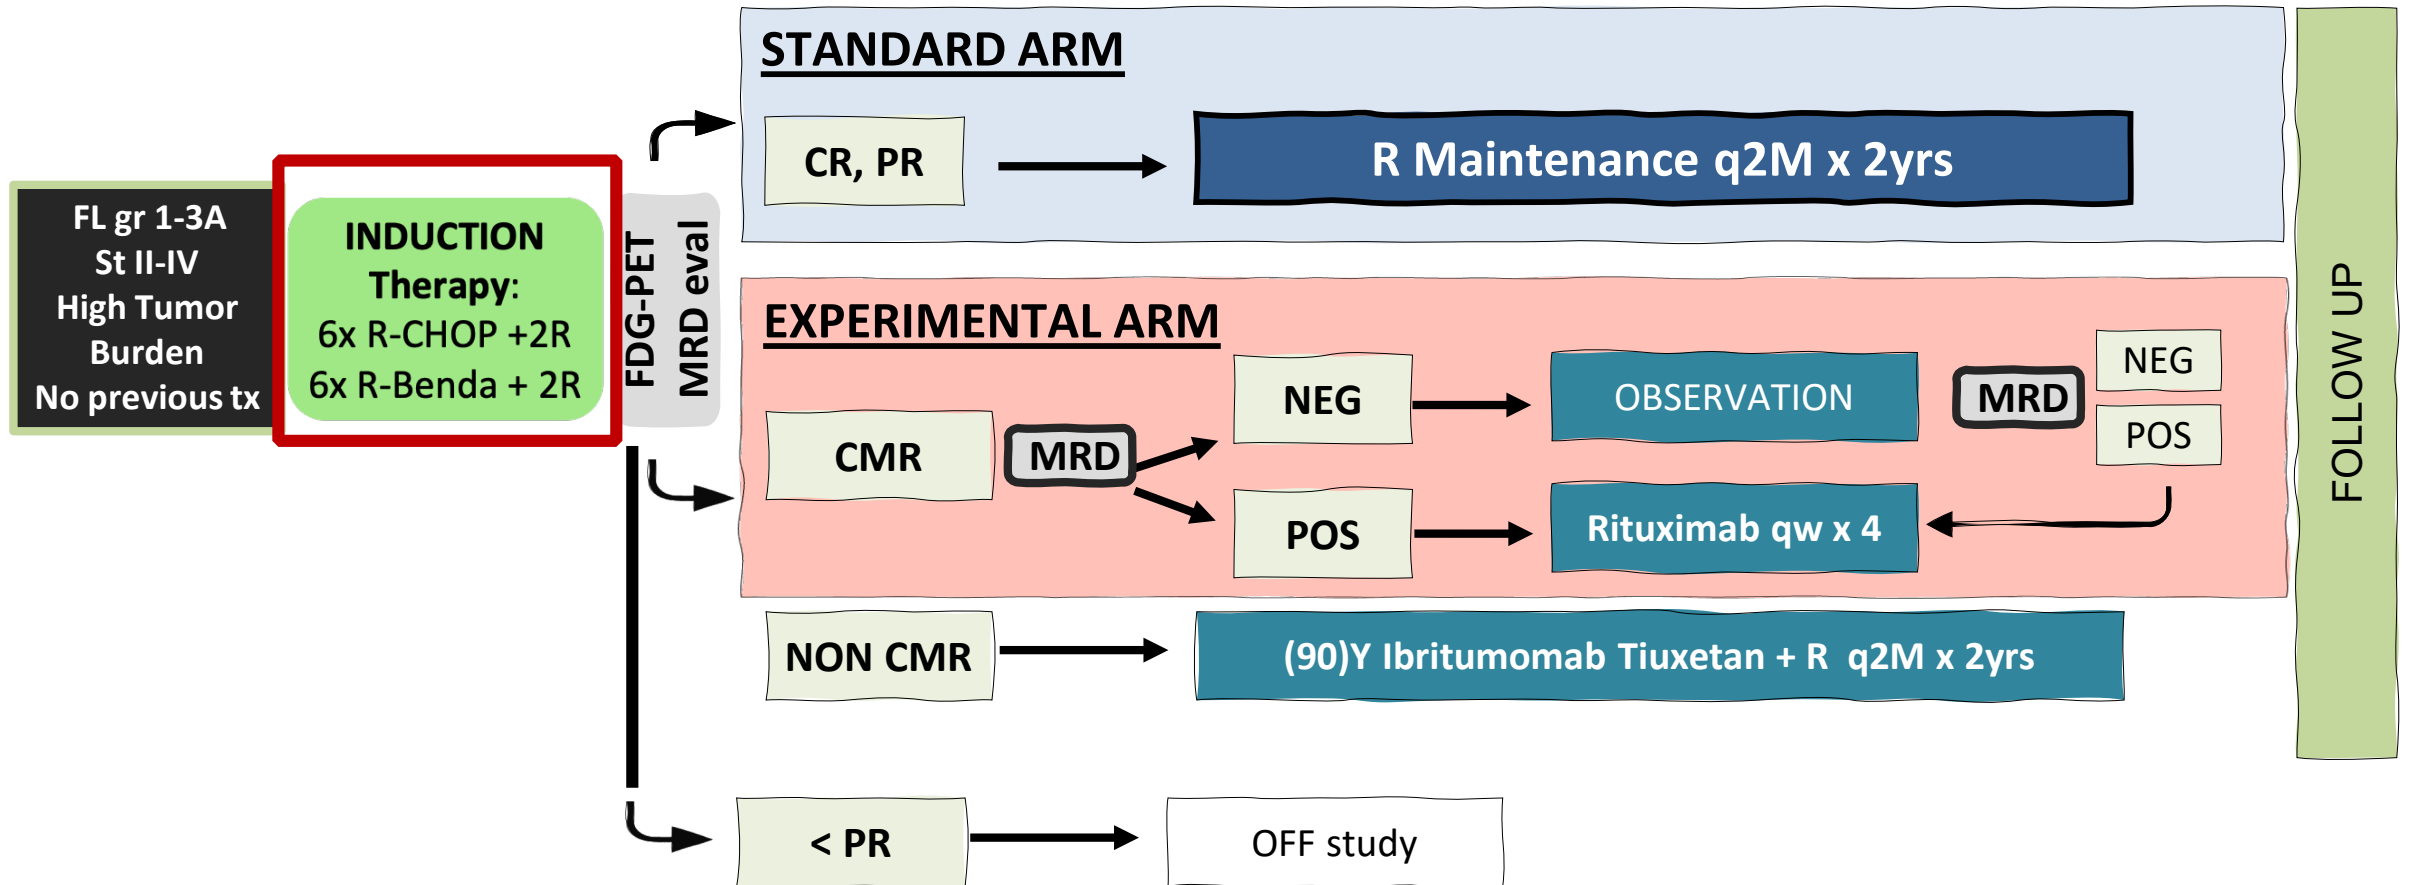 FL gr 1-3A
St II-IV
High Tumor
Burden
No previous tx
INDUCTION
Therapy:
6x R-CHOP +2R
6x R-Benda + 2R
FDG-PET
MRD eval
STANDARD ARM
CR, PR
R Maintenance q2M x 2yrs
EXPERIMENTAL ARM
CMR
MRD
NEG
OBSERVATION
MRD
NEG
POS
POS
Rituximab qw x 4
NON CMR
(90)Y Ibritumomab Tiuxetan + R q2M x 2yrs
< PR
OFF study
FOLLOW UP